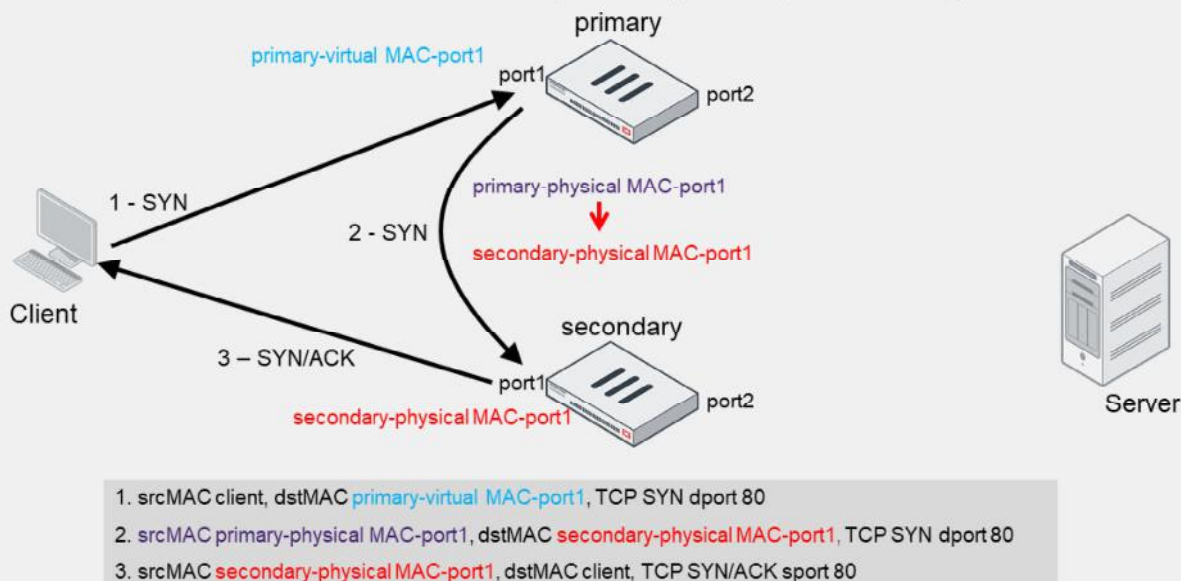 primary
primary-virtual MAC-port1
port1
port2
primary-physical MAC-port1
1 - SYN
2 - SYN
secondary-physical MAC-port1
Client
secondary
3 – SYN/ACK
port1
port2
secondary-physical MAC-port1
Server
1. srcMAC client, dstMAC primary-virtual MAC-port1, TCP SYN dport 80
2. srcMAC primary-physical MAC-port1, dstMAC secondary-physical MAC-port1, TCP SYN dport 80
3. srcMAC secondary-physical MAC-port1, dstMAC client, TCP SYN/ACK sport 80